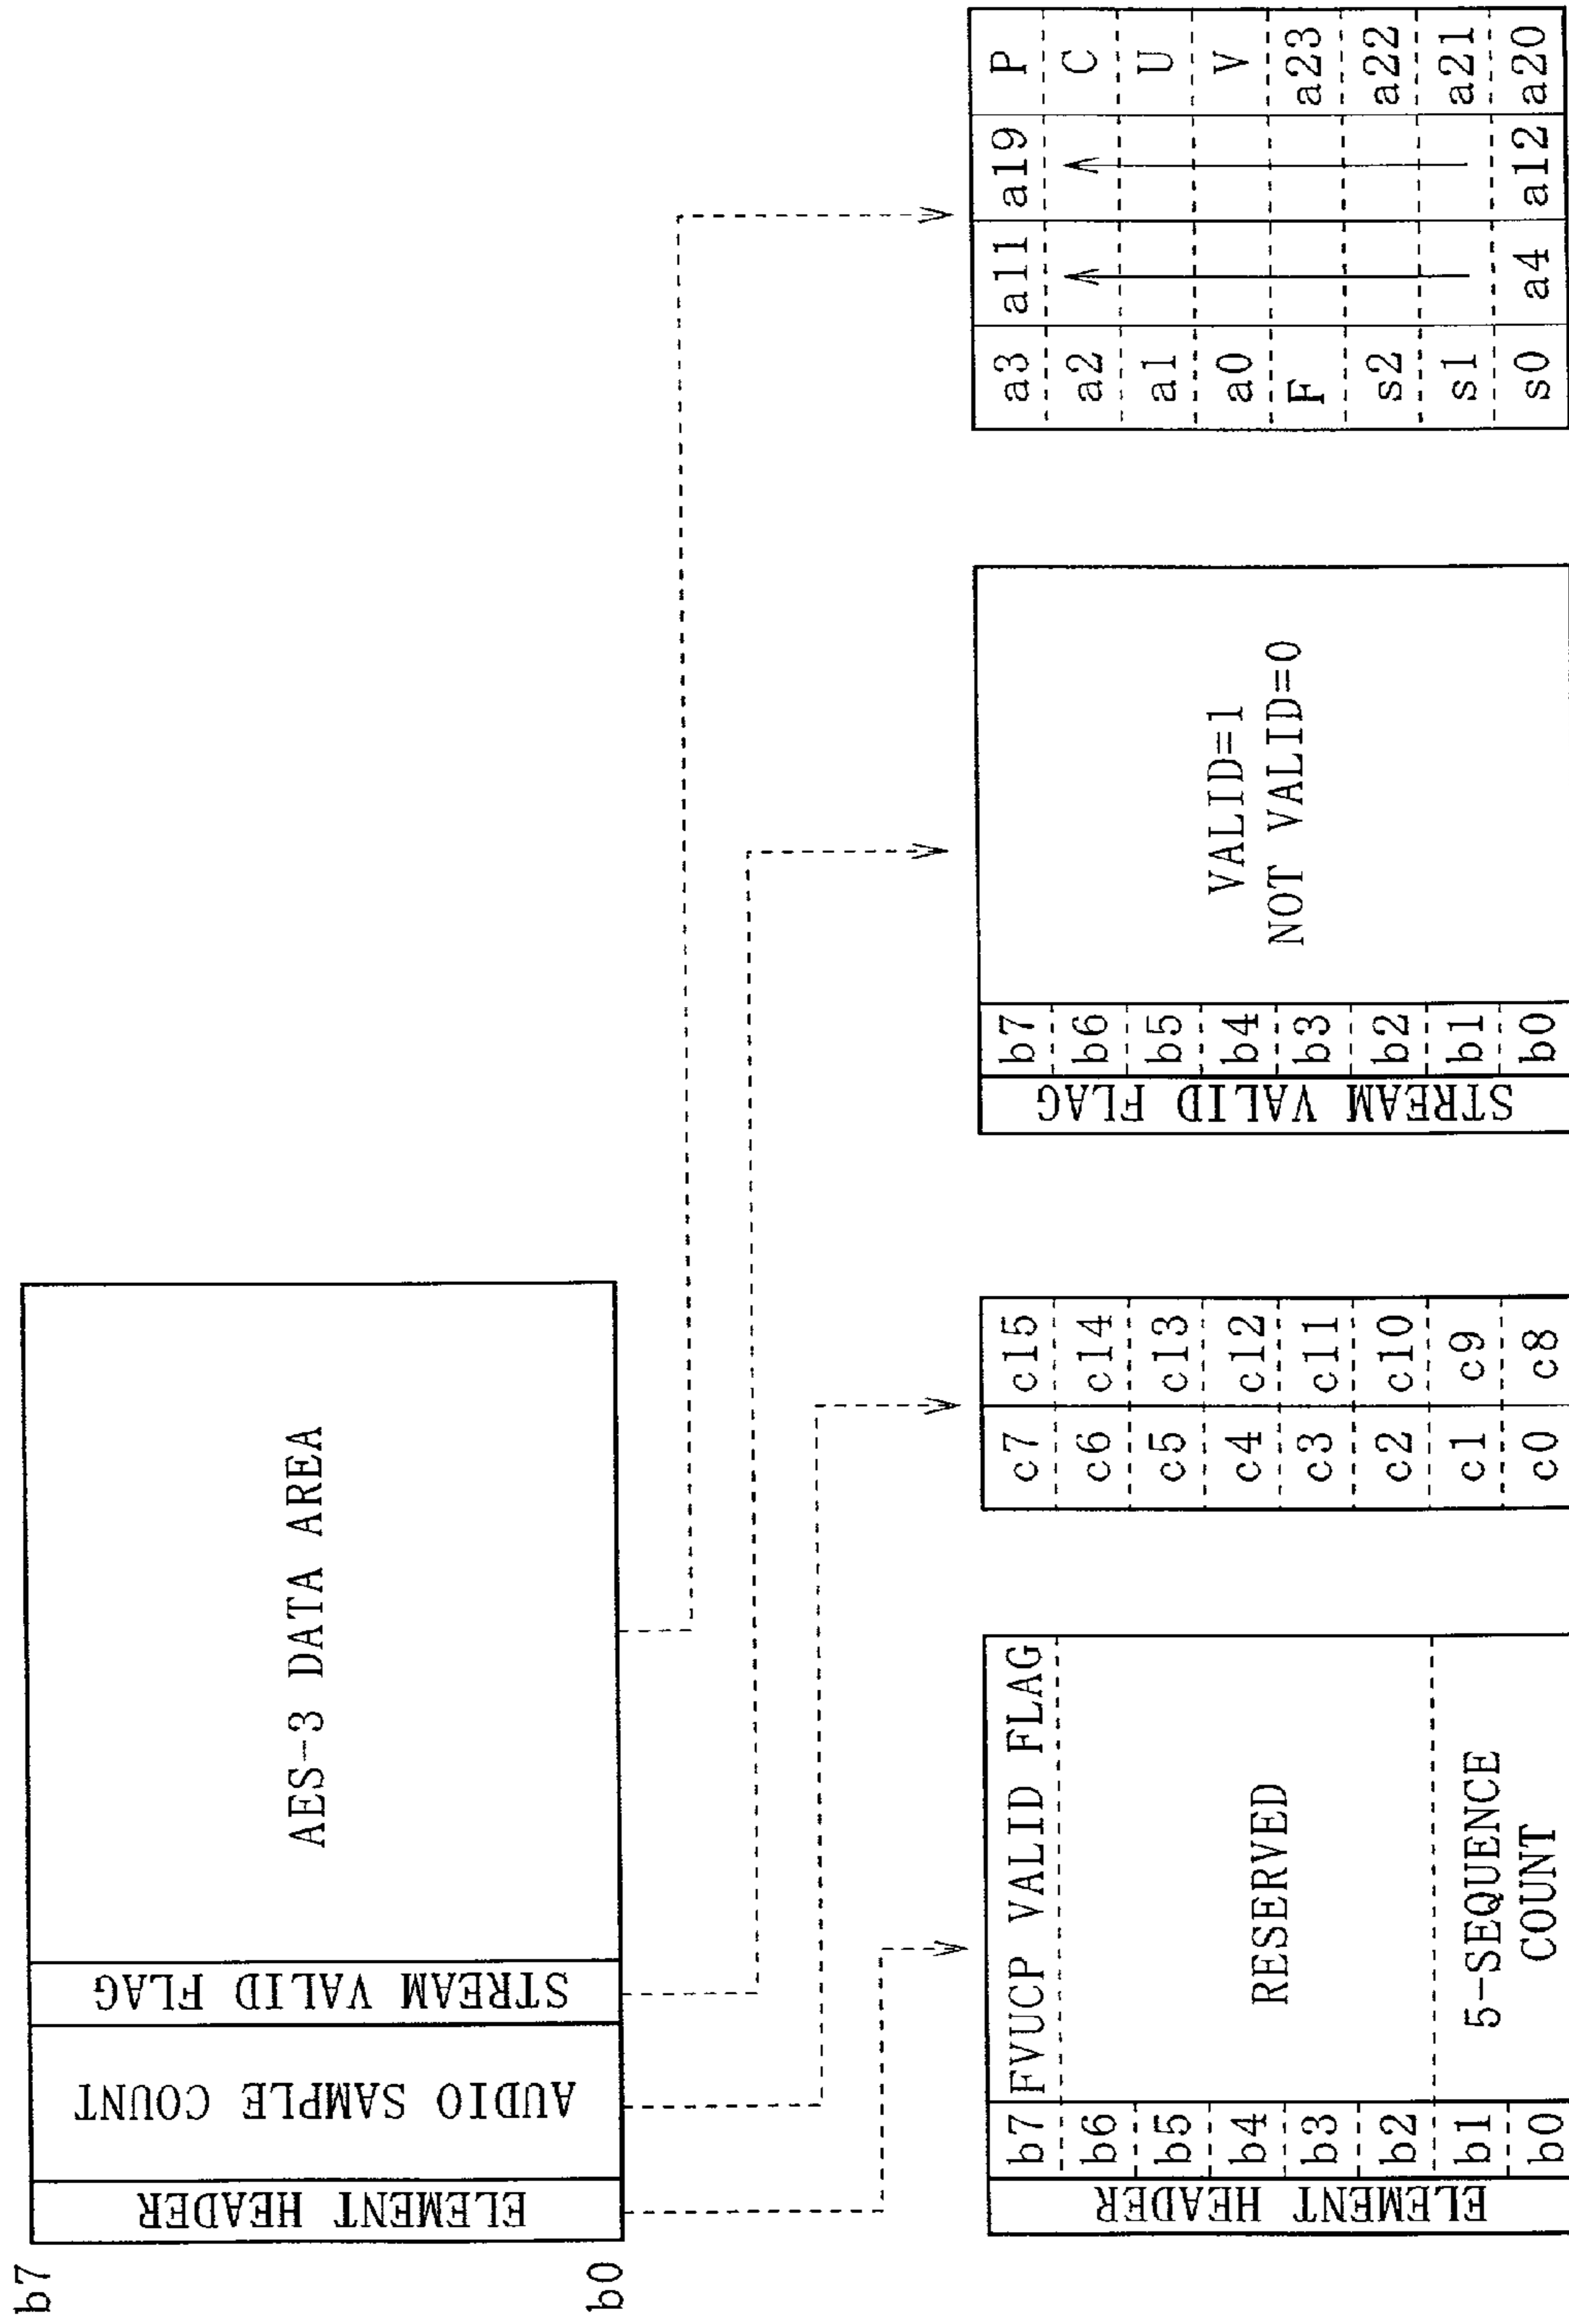 b7
b0
ELEMENT HEADER
AUDIO SAMPLE COUNT
STREAM VALID FLAG
AES-3 DATA AREA
ELEMENT HEADER
b7 FVUCP VALID FLAG
b6
b5
b4
b3
b2
RESERVED
b1
b0
5-SEQUENCE
COUNT
c7 c15
c6 c14
c5 c13
c4 c12
c3 c11
c2 c10
c1 c9
c0 c8
STREAM VALID FLAG
b7
b6
b5
b4
b3
b2
b1
b0
VALID=1
NOT VALID=0
a3 a11 a19 P
a2 C
a1 U
a0 V
F a23
s2 a22
s1 a21
s0 a4 a12 a20